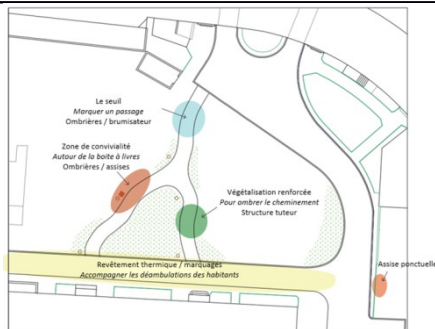 Le seuil
Marquer un passage
Ombrières / brumisateur
Zone de convivialité
Autour de la boite à livres
Ombrières / assises
Végétalisation renforcée
Pour ombrer le cheminement
Structure tuteur
Revêtement thermique / marquages
Accompagner les déambulations des habitants
Assise ponctuelle